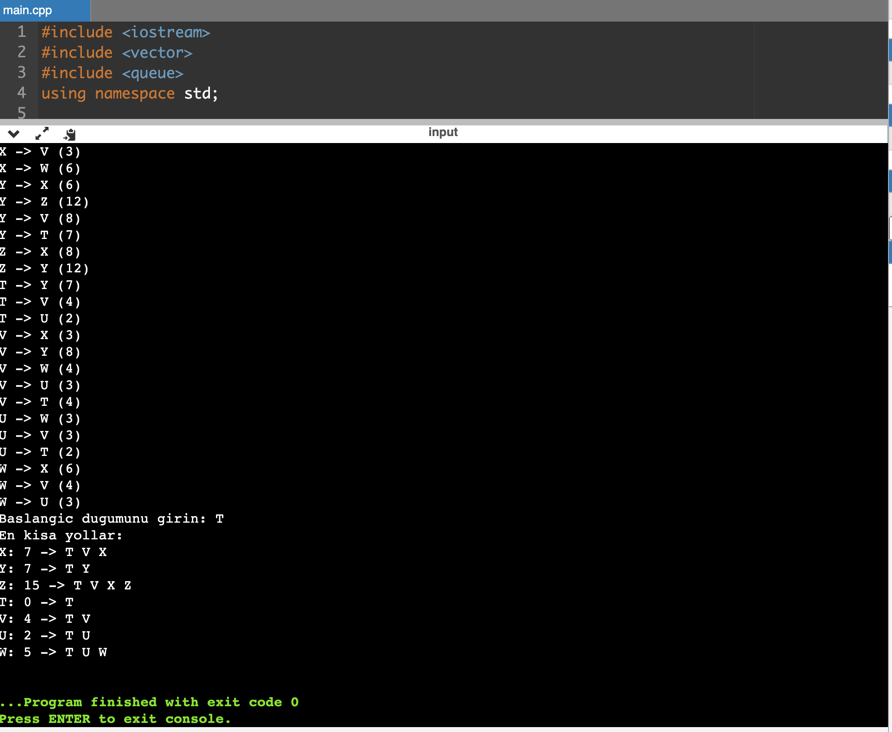 main.cpp
1 #include <iostream>
2 #include <vector>
3 #include <queue>
4 using namespace std;
5
input
X -> V (3)
X -> W (6)
Y -> X (6)
Y -> Z (12)
Y -> V (8)
Y -> T (7)
Z -> X (8)
Z -> Y (12)
T -> Y (7)
T -> V (4)
T -> U (2)
V -> X (3)
V -> Y (8)
V -> W (4)
V -> U (3)
V -> T (4)
U -> W (3)
U -> V (3)
U -> T (2)
W -> X (6)
W -> V (4)
W -> U (3)
Baslangic dugumunu girin: T
En kisa yollar:
X: 7 -> T V X
Y: 7 -> T Y
Z: 15 -> T V X Z
T: 0 -> T
V: 4 -> T V
U: 2 -> T U
W: 5 -> T U W
...Program finished with exit code 0
Press ENTER to exit console.